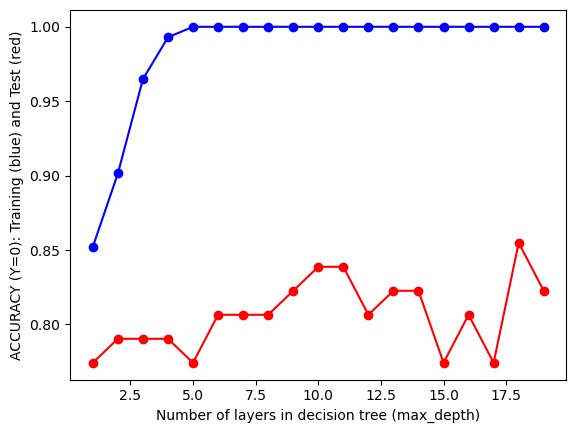 ACCURACY (Y=0): Training (blue) and Test (red)
1.00
0.95
0.90
0.85
0.80
2.5 5.0 7.5 10.0 12.5 15.0 17.5
Number of layers in decision tree (max_depth)